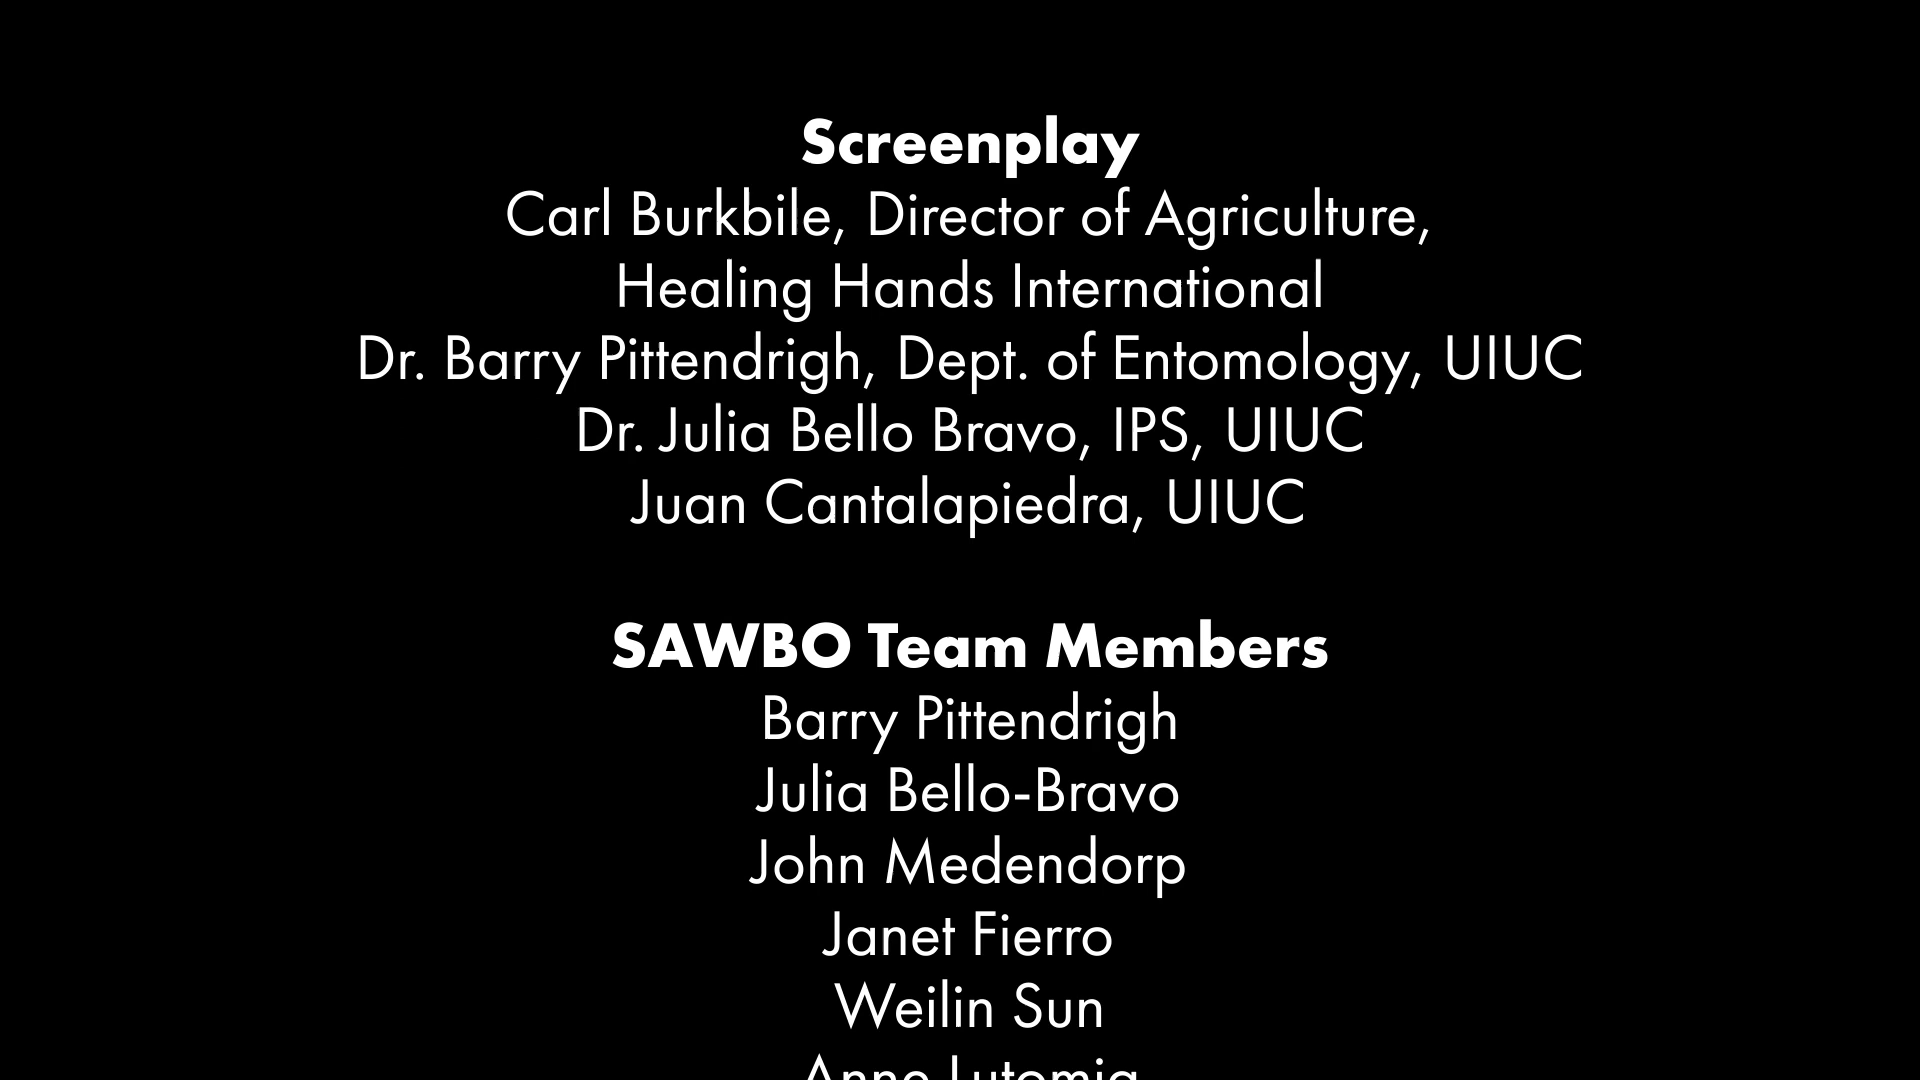 Screenplay
Carl Burkbile, Director of Agriculture,
Healing Hands International
Dr. Barry Pittendrigh, Dept. of Entomology, UIUC
Dr. Julia Bello Bravo, IPS, UIUC
Juan Cantalapiedra, UIUC
SAWBO Team Members
Barry Pittendrigh
Julia Bello-Bravo
John Medendorp
Janet Fierro
Weilin Sun
Anne Lutomia